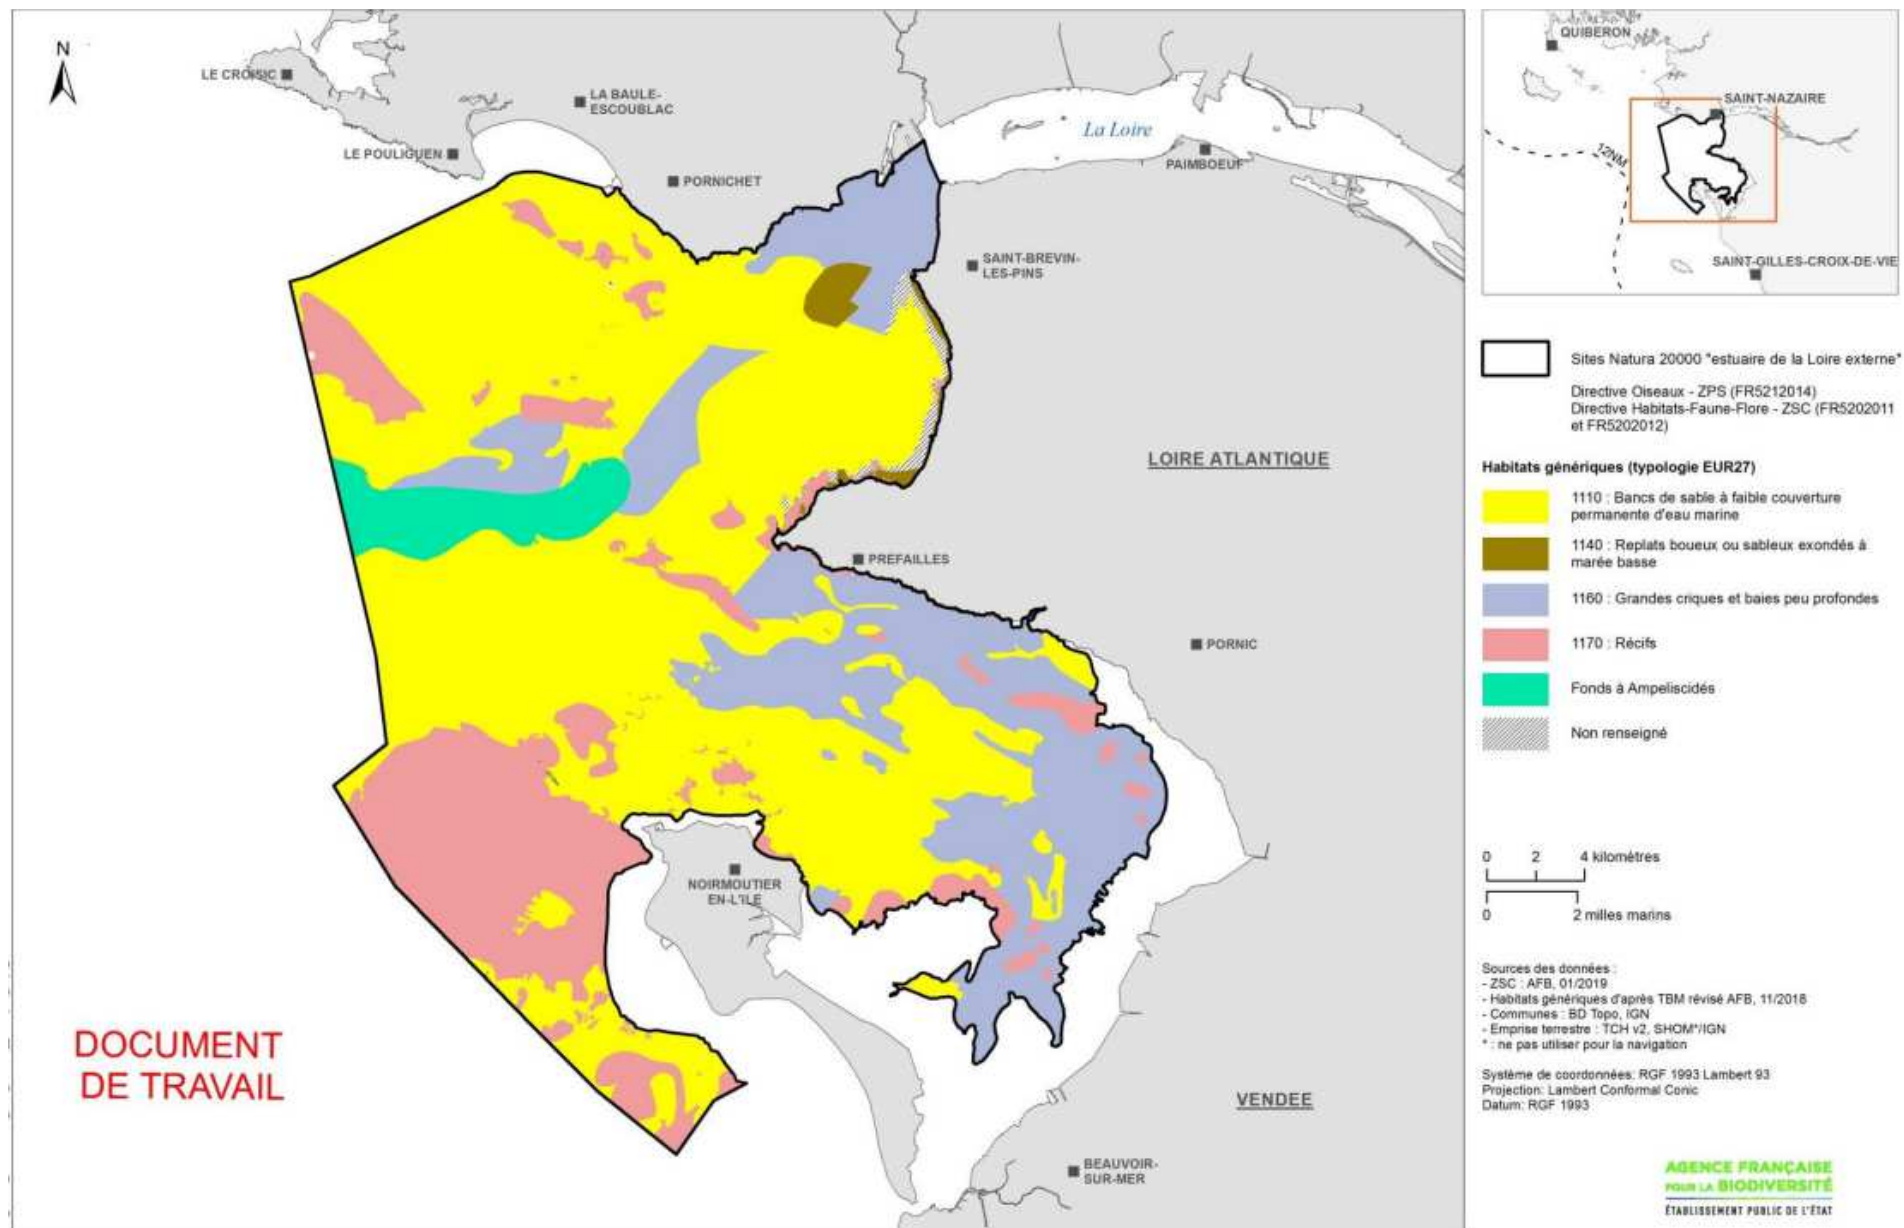 N
LE CROISIC
LA BAULE-
ESCOUBLAC
LE POULIGUEN
PORNICHET
La Loire
PAIMBOEUF
SAINT-BREVIN-
LES-PINS
LOIRE ATLANTIQUE
PREFAILLES
PORNIC
NOIRMOUTIER
EN-L'ILE
DOCUMENT
DE TRAVAIL
VENDEE
BEAUVOIR-
SUR-MER
QUIBERON
SAINT-NAZAIRE
12NM
SAINT-GILLES-CROIX-DE-VIE
Sites Natura 20000 "estuaire de la Loire externe"
Directive Oiseaux - ZPS (FR5212014)
Directive Habitats-Faune-Flore - ZSC (FR5202011
et FR5202012)
Habitats génériques (typologie EUR27)
1110 : Bancs de sable à faible couverture
permanente d'eau marine
1140 : Replats boueux ou sableux exondés à
marée basse
1160 : Grandes criques et baies peu profondes
1170 : Récifs
Fonds à Ampeliscidés
Non renseigné
0 2 4 kilomètres
0 2 milles marins
Sources des données :
- ZSC : AFB, 01/2019
- Habitats génériques d'après TBM révisé AFB, 11/2018
- Communes : BD Topo, IGN
- Emprise terrestre : TCH v2, SHOM*/IGN
* : ne pas utiliser pour la navigation
Système de coordonnées: RGF 1993 Lambert 93
Projection: Lambert Conformal Conic
Datum: RGF 1993
AGENCE FRANÇAISE
POUR LA BIODIVERSITÉ
ÉTABLISSEMENT PUBLIC DE L'ÉTAT